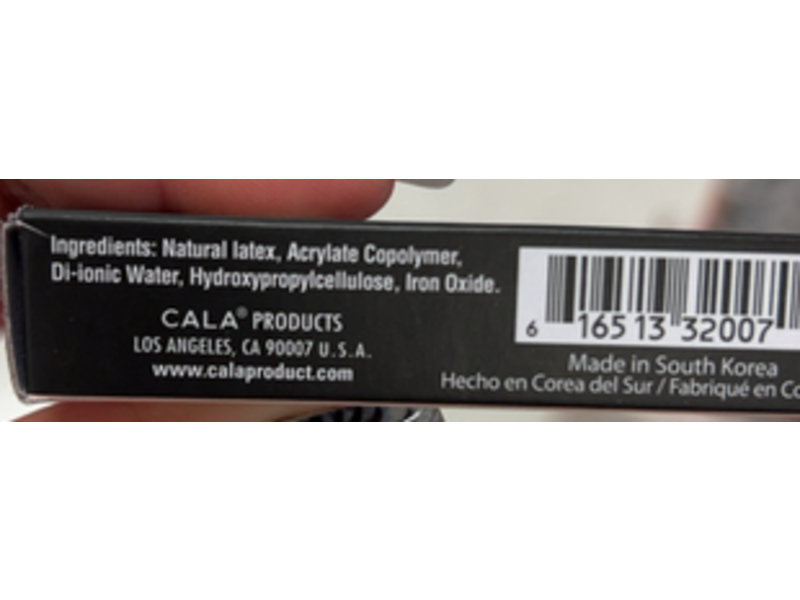 Ingredients: Natural latex, Acrylate Copolymer,
Di-ionic Water, Hydroxypropylcellulose, Iron Oxide.
CALA® PRODUCTS
LOS ANGELES, CA 90007 U.S.A.
www.calaproduct.com
6 16513 32007
Made in South Korea
Hecho en Corea del Sur / Fabriqué en Co